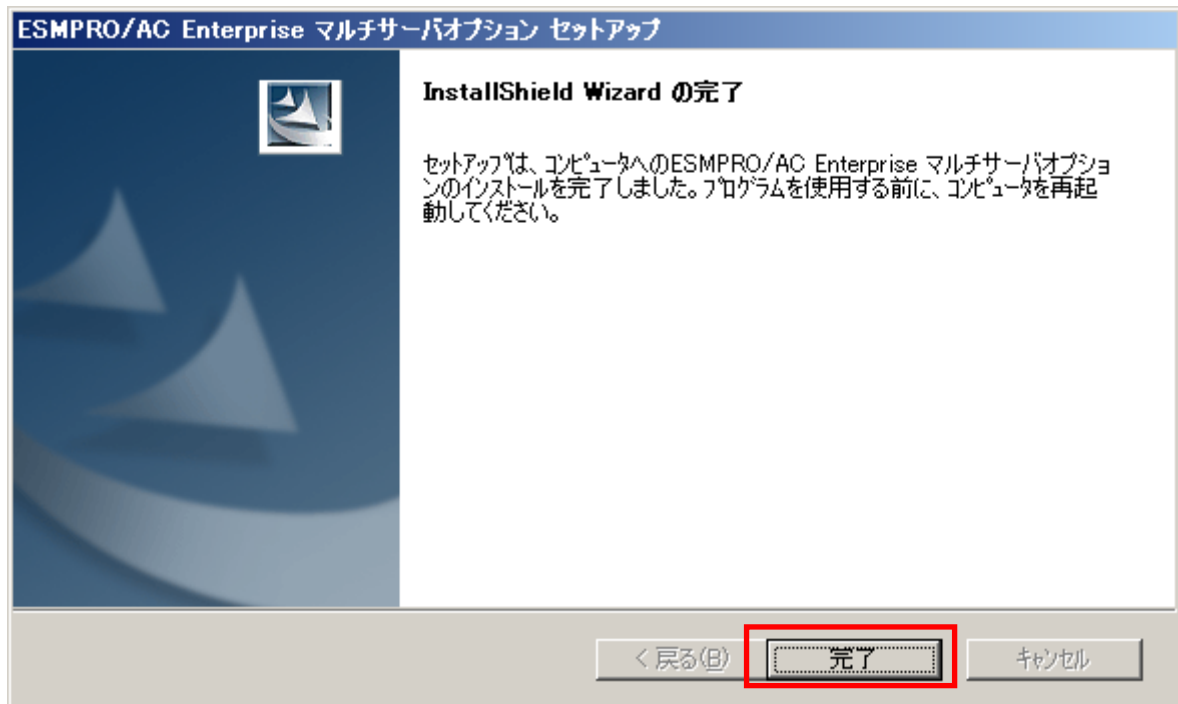 ESMPRO/AC Enterprise マルチサーバオプション セットアップ
InstallShield Wizard の完了
セットアップは、コンピュータへのESMPRO/AC Enterprise マルチサーバオプショ
ンのインストールを完了しました。プログラムを使用する前に、コンピュータを再起
動してください。
< 戻る(B)
完了
キャンセル